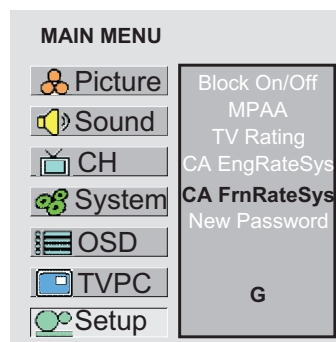 MAIN MENU
Picture
Sound
CH
System
OSD
TVPC
Setup
Block On/Off
MPAA
TV Rating
CA EngRateSys
CA FrnRateSys
New Password
G